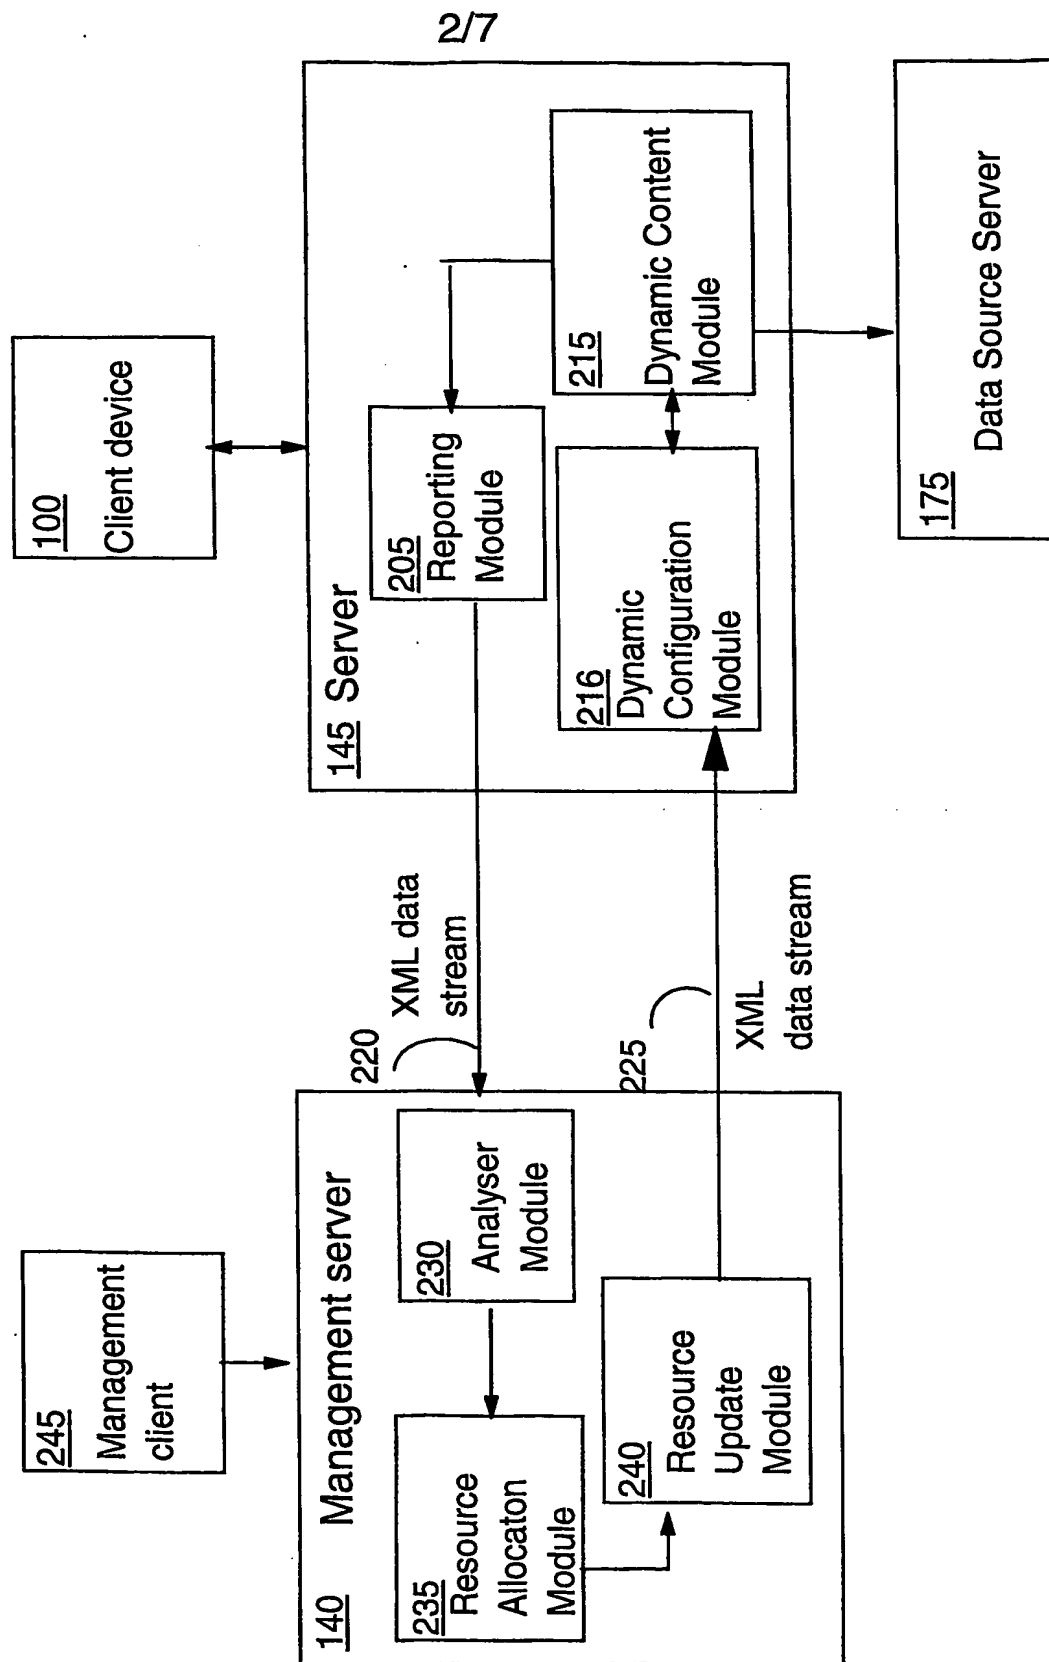 2/7
245
Management
client
100
Client device
140 Management server
230
Analyser
Module
235
Resource
Allocaton
Module
240
Resource
Update
Module
220
XML data
stream
225
XML
data stream
145 Server
205
Reporting
Module
216
Dynamic
Configuration
Module
215
Dynamic Content
Module
175
Data Source Server